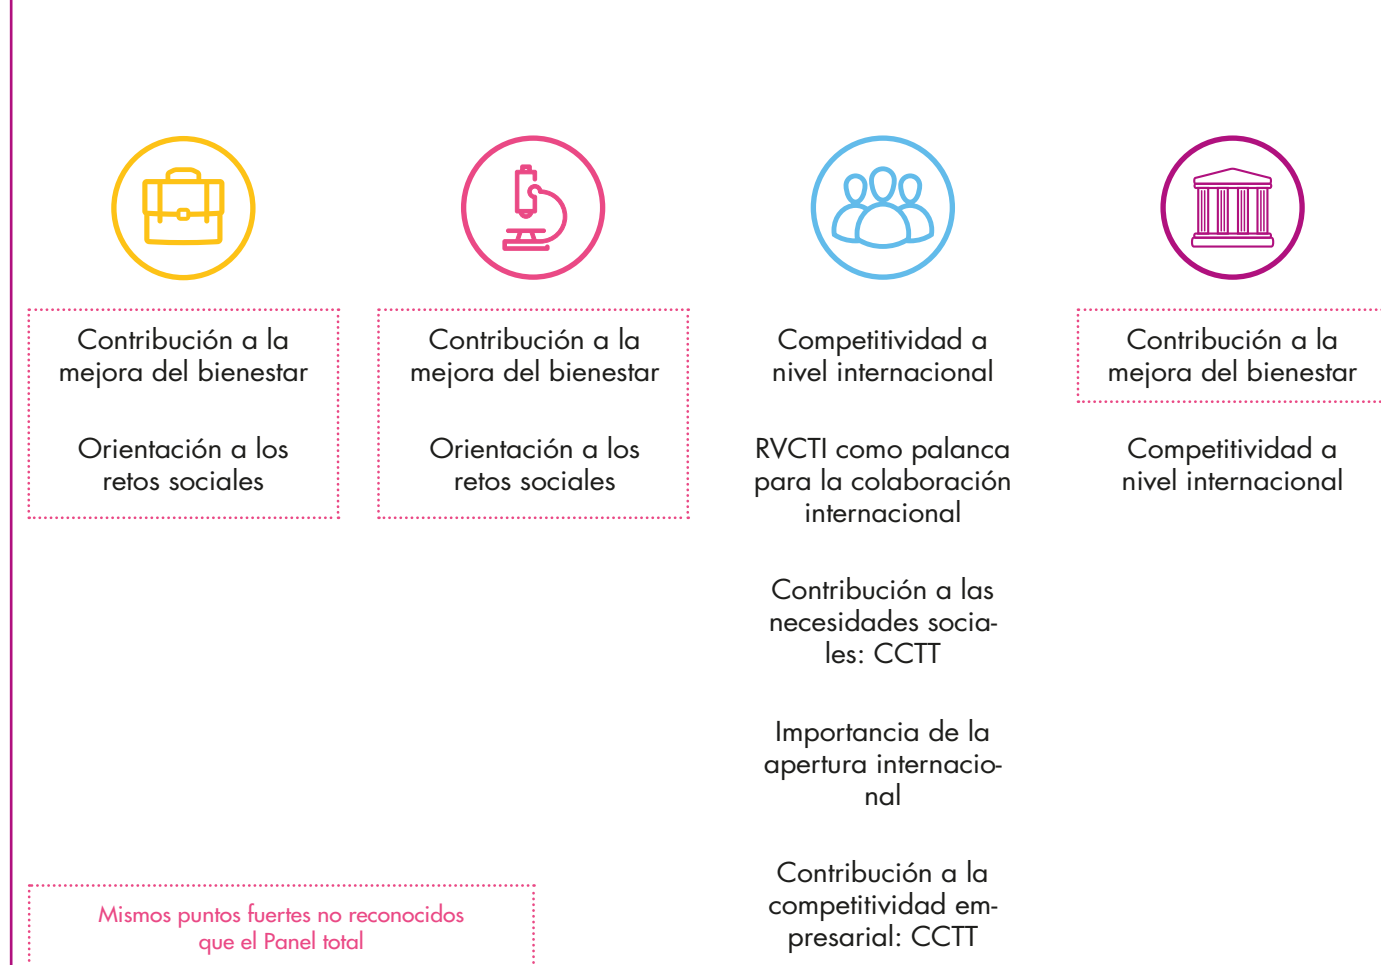 Contribución a la
mejora del bienestar
Orientación a los
retos sociales
Contribución a la
mejora del bienestar
Orientación a los
retos sociales
Competitividad a
nivel internacional
RVCTI como palanca
para la colaboración
internacional
Contribución a las
necesidades socia-
les: CCTT
Importancia de la
apertura internacio-
nal
Contribución a la
competitividad em-
presarial: CCTT
Contribución a la
mejora del bienestar
Competitividad a
nivel internacional
Mismos puntos fuertes no reconocidos
que el Panel total